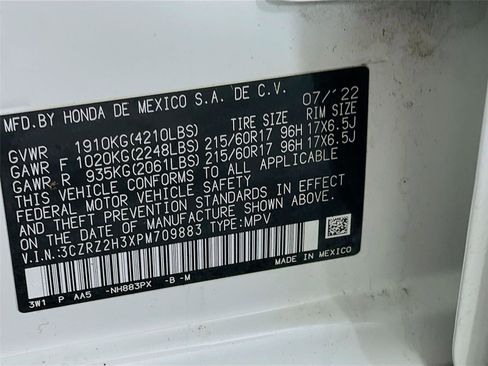 MFD.BY HONDA DE MEXICO S.A. DE C.V. 07/'22
GVWR 1910KG(4210LBS) TIRE SIZE RIM SIZE
GAWR F 1020KG(2248LBS) 215/60R17 96H 17X6.5J
GAWR R 935KG(2061LBS) 215/60R17 96H 17X6.5J
THIS VEHICLE CONFORMS TO ALL APPLICABLE
FEDERAL MOTOR VEHICLE SAFETY, BUMPER,
AND THEFT PREVENTION STANDARDS IN EFFECT
ON THE DATE OF MANUFACTURE SHOWN ABOVE.
V.I.N.:3CZRZ2H3XPM709883 TYPE:MPV
3W1 P AA5 -NH883PX -B -M
MADE IN MEXICO